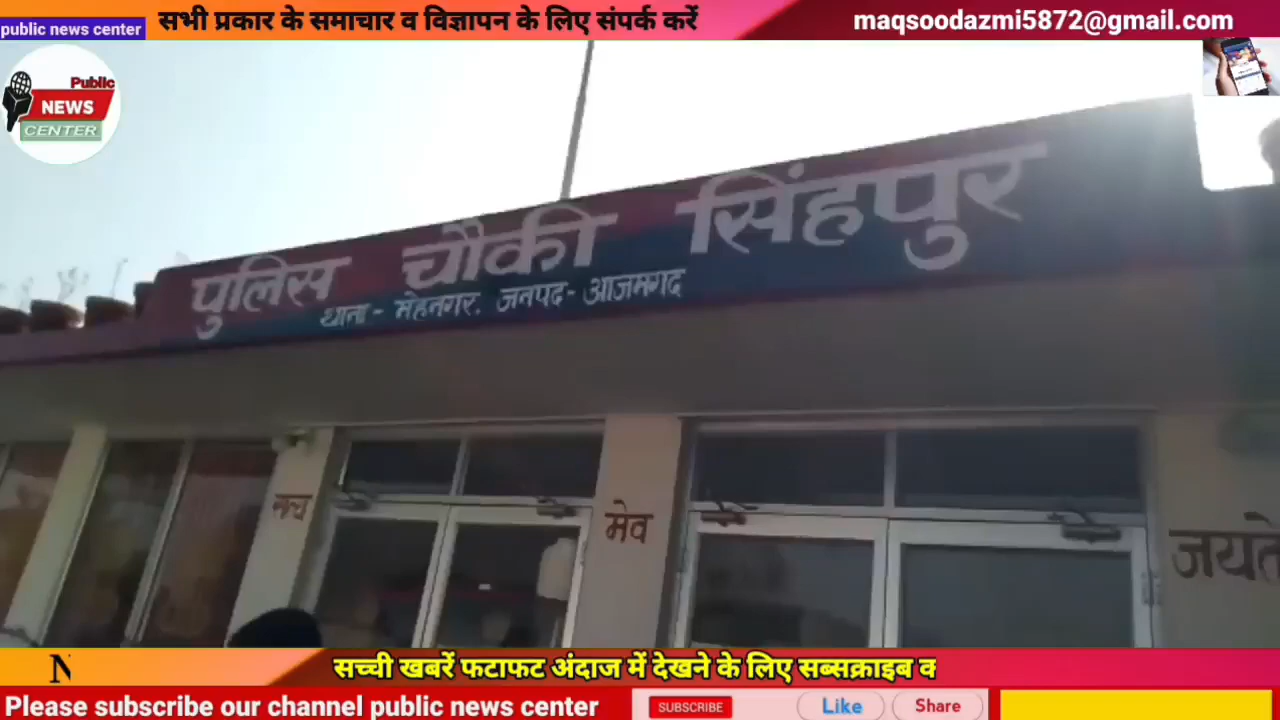 public news center
सभी प्रकार के समाचार व विज्ञापन के लिए संपर्क करें
maqsoodazmi5872@gmail.com
Public
NEWS
CENTER
पुलिस चौकी सिंहपुर
थाना - मेहनगर. जनपद - आजमगढ
मेव
जयते
N
सच्ची खबरें फटाफट अंदाज में देखने के लिए सब्सक्राइब व
Please subscribe our channel public news center
SUBSCRIBE
Like
Share